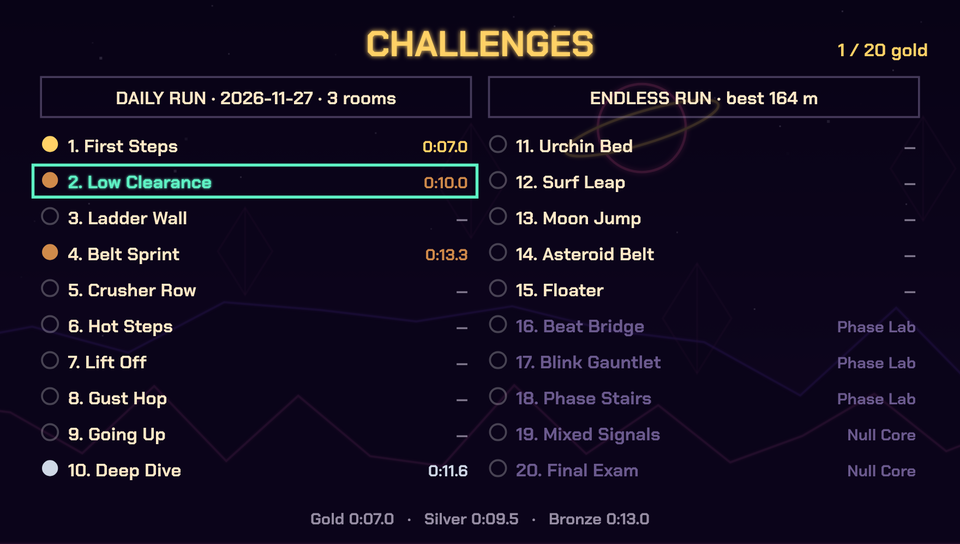 CHALLENGES
1 / 20 gold
DAILY RUN · 2026-11-27 · 3 rooms
ENDLESS RUN · best 164 m
1. First Steps 0:07.0
2. Low Clearance 0:10.0
3. Ladder Wall –
4. Belt Sprint 0:13.3
5. Crusher Row –
6. Hot Steps –
7. Lift Off –
8. Gust Hop –
9. Going Up –
10. Deep Dive 0:11.6
11. Urchin Bed –
12. Surf Leap –
13. Moon Jump –
14. Asteroid Belt –
15. Floater –
16. Beat Bridge Phase Lab
17. Blink Gauntlet Phase Lab
18. Phase Stairs Phase Lab
19. Mixed Signals Null Core
20. Final Exam Null Core
Gold 0:07.0 · Silver 0:09.5 · Bronze 0:13.0